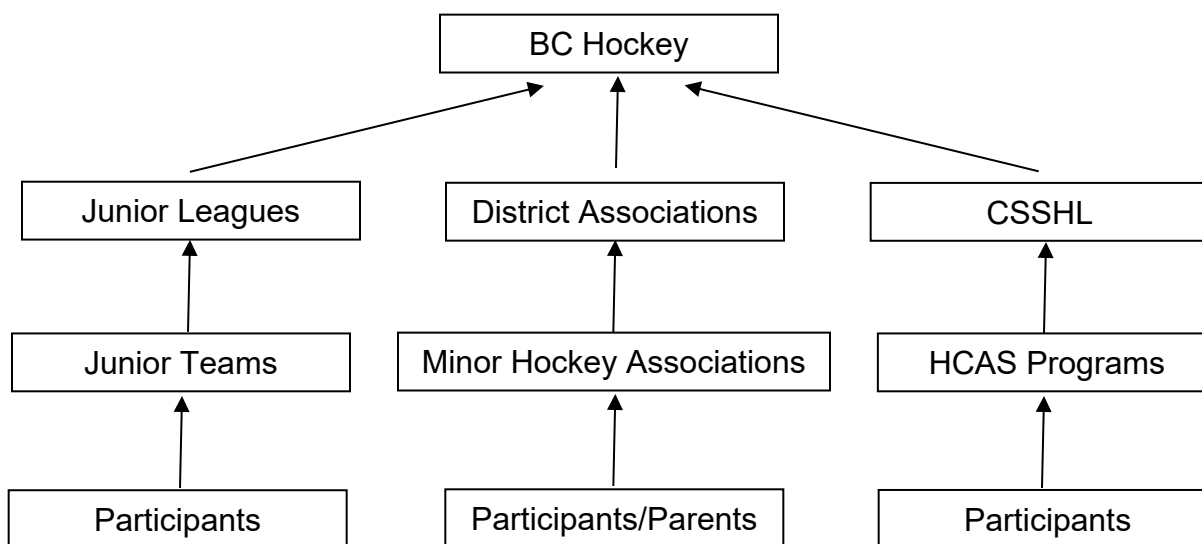 BC Hockey
Junior Leagues
District Associations
CSSHL
Junior Teams
Minor Hockey Associations
HCAS Programs
Participants
Participants/Parents
Participants